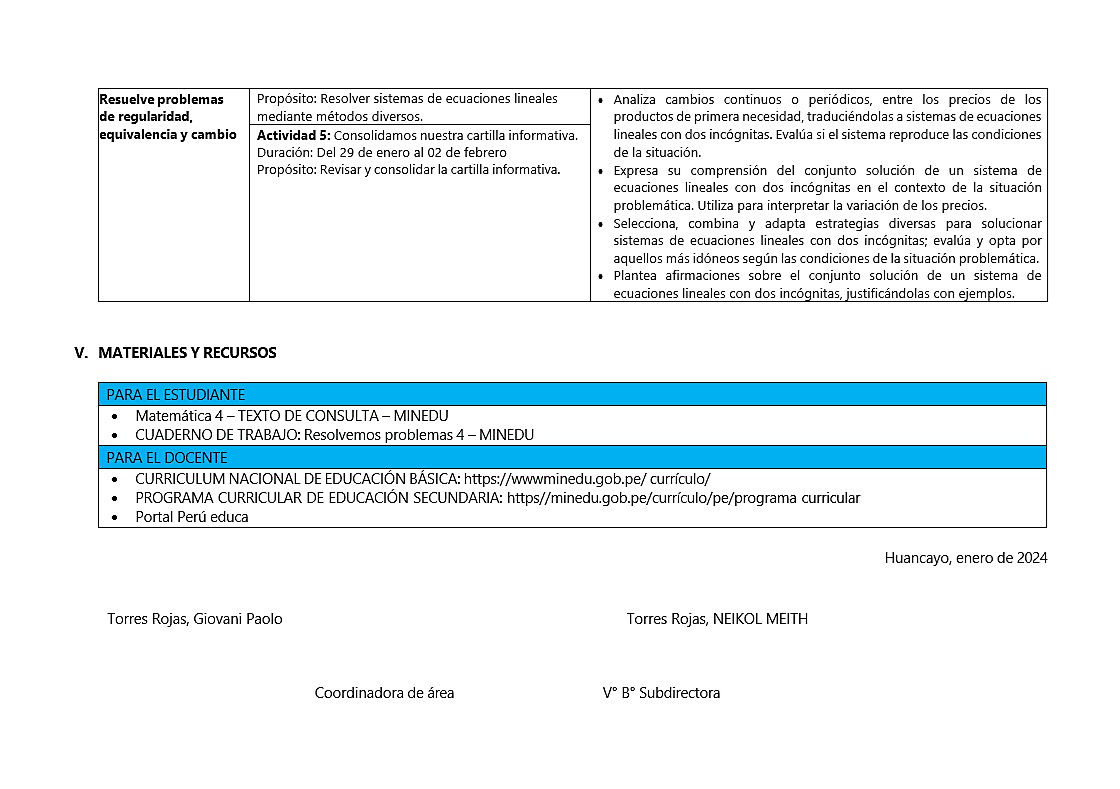 Resuelve problemas
de regularidad,
equivalencia y cambio
Propósito: Resolver sistemas de ecuaciones lineales
mediante métodos diversos.
Actividad 5: Consolidamos nuestra cartilla informativa.
Duración: Del 29 de enero al 02 de febrero
Propósito: Revisar y consolidar la cartilla informativa.
• Analiza cambios continuos o periódicos, entre los precios de los
productos de primera necesidad, traduciéndolas a sistemas de ecuaciones
lineales con dos incógnitas. Evalúa si el sistema reproduce las condiciones
de la situación.
• Expresa su comprensión del conjunto solución de un sistema de
ecuaciones lineales con dos incógnitas en el contexto de la situación
problemática. Utiliza para interpretar la variación de los precios.
• Selecciona, combina y adapta estrategias diversas para solucionar
sistemas de ecuaciones lineales con dos incógnitas; evalúa y opta por
aquellos más idóneos según las condiciones de la situación problemática.
• Plantea afirmaciones sobre el conjunto solución de un sistema de
ecuaciones lineales con dos incógnitas, justificándolas con ejemplos.
V. MATERIALES Y RECURSOS
PARA EL ESTUDIANTE
• Matemática 4 – TEXTO DE CONSULTA – MINEDU
• CUADERNO DE TRABAJO: Resolvemos problemas 4 – MINEDU
PARA EL DOCENTE
• CURRICULUM NACIONAL DE EDUCACIÓN BÁSICA: https://wwwminedu.gob.pe/ currículo/
• PROGRAMA CURRICULAR DE EDUCACIÓN SECUNDARIA: https//minedu.gob.pe/currículo/pe/programa curricular
• Portal Perú educa
Huancayo, enero de 2024
Torres Rojas, Giovani Paolo
Torres Rojas, NEIKOL MEITH
Coordinadora de área
V° B° Subdirectora